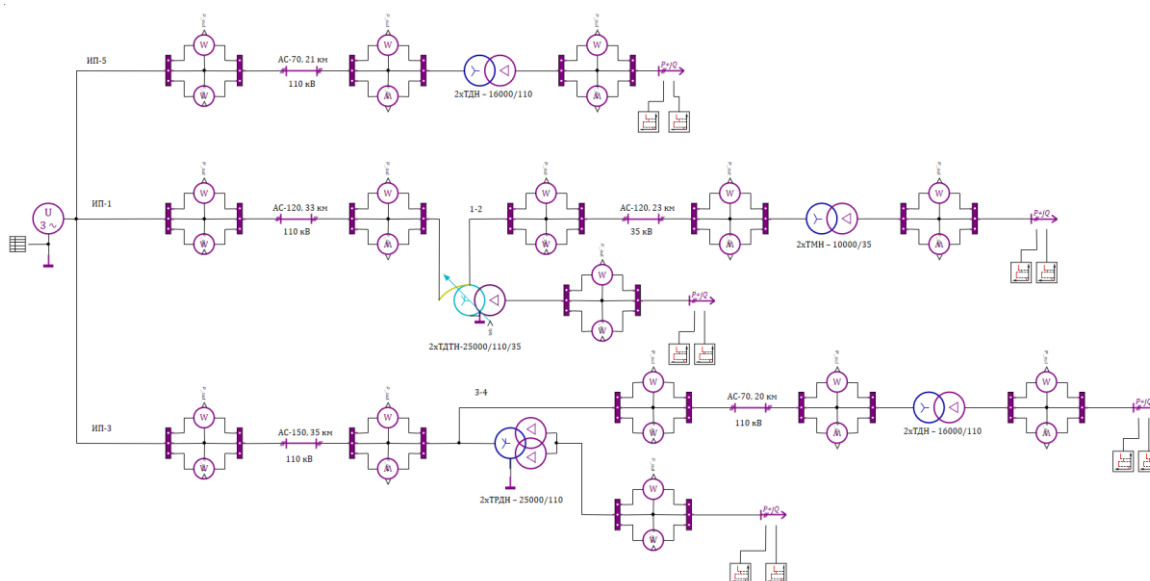 ИП-5
W
W
АС-70, 21 км
110 кВ
W
2хТДН – 16000/110
W
P+jQ
U
3 ~
ИП-1
W
W
АС-120, 33 км
110 кВ
W
1-2
W
W
АС-120, 23 км
35 кВ
W
2хТМН – 10000/35
W
P+jQ
2хТДТН-25000/110/35
W
W
P+jQ
ИП-3
W
W
АС-150, 35 км
110 кВ
W
3-4
W
W
АС-70, 20 км
110 кВ
W
2хТДН – 16000/110
W
P+jQ
2хТРДН – 25000/110
W
P+jQ